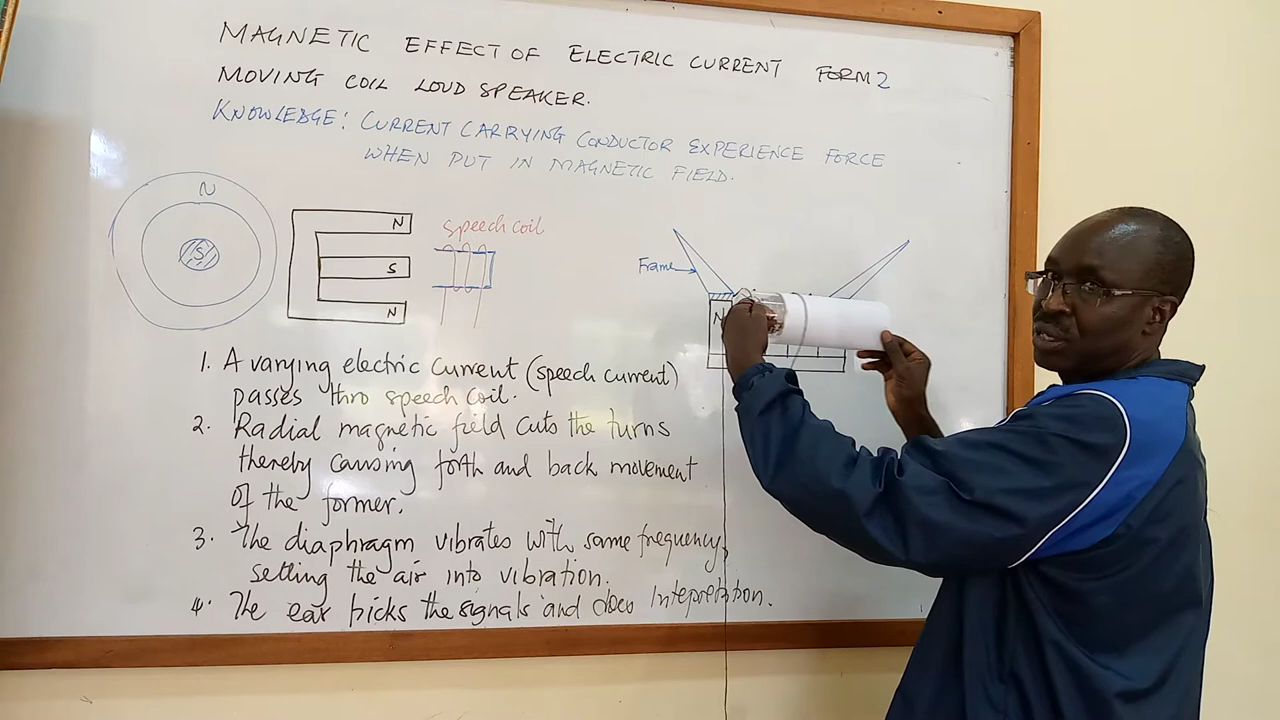 MAGNETIC EFFECT OF ELECTRIC CURRENT FORM 2
MOVING COIL LOUD SPEAKER.
KNOWLEDGE: CURRENT CARRYING CONDUCTOR EXPERIENCE FORCE
WHEN PUT IN MAGNETIC FIELD.
N
S
N
S
N
speech coil
Frame
N
1. A varying electric current (speech current)
passes thro speech coil.
2. Radial magnetic field cuts the turns
thereby causing forth and back movement
of the former.
3. The diaphragm vibrates with same frequency,
setting the air into vibration.
4. The ear picks the signals and does Intepretation.